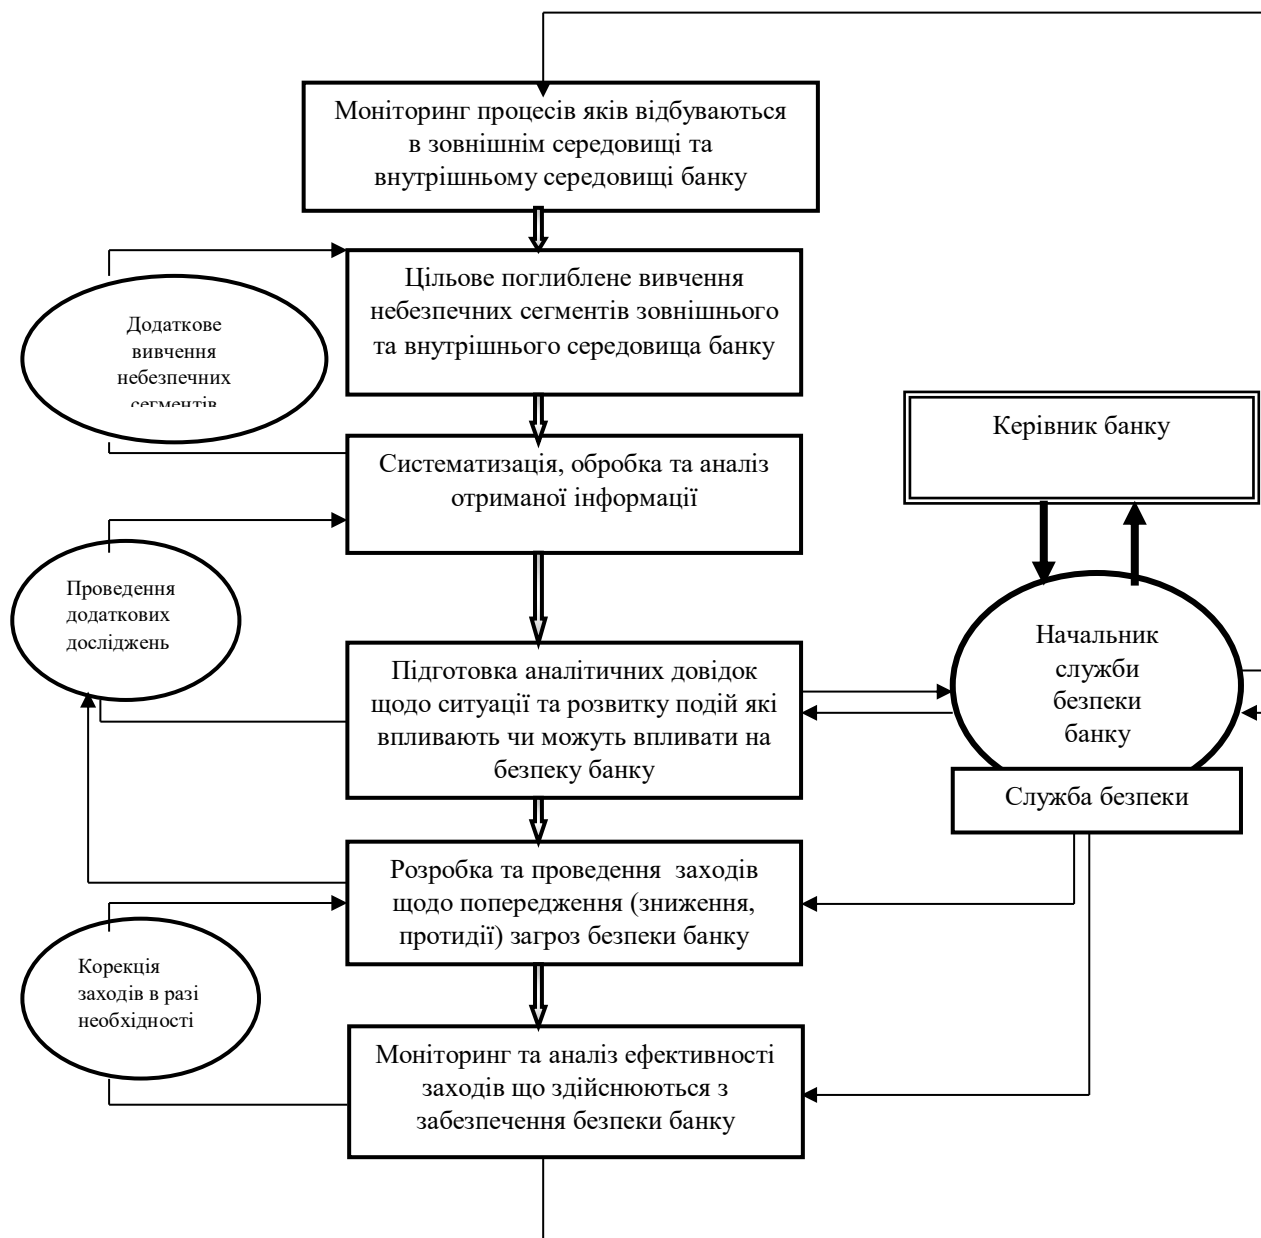 Моніторинг процесів яків відбуваються
в зовнішнім середовищі та
внутрішньому середовищі банку
Цільове поглиблене вивчення
небезпечних сегментів зовнішнього
та внутрішнього середовища банку
Додаткове
вивчення
небезпечних
сегментів
Систематизація, обробка та аналіз
отриманої інформації
Керівник банку
Проведення
додаткових
досліджень
Начальник
служби
безпеки
банку
Підготовка аналітичних довідок
щодо ситуації та розвитку подій які
впливають чи можуть впливати на
безпеку банку
Служба безпеки
Розробка та проведення заходів
щодо попередження (зниження,
протидії) загроз безпеки банку
Корекція
заходів в разі
необхідності
Моніторинг та аналіз ефективності
заходів що здійснюються з
забезпечення безпеки банку